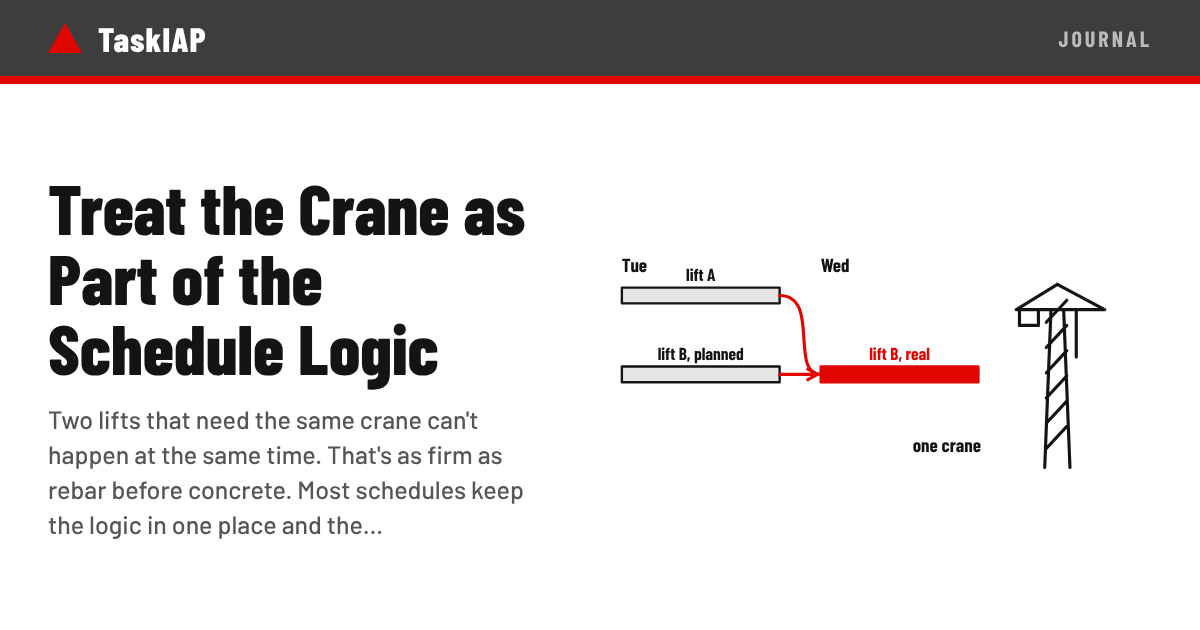 TaskIAP
JOURNAL
Treat the Crane as
Part of the
Schedule Logic
Two lifts that need the same crane can't
happen at the same time. That's as firm as
rebar before concrete. Most schedules keep
the logic in one place and the...
Tue
Wed
lift A
lift B, planned
lift B, real
one crane